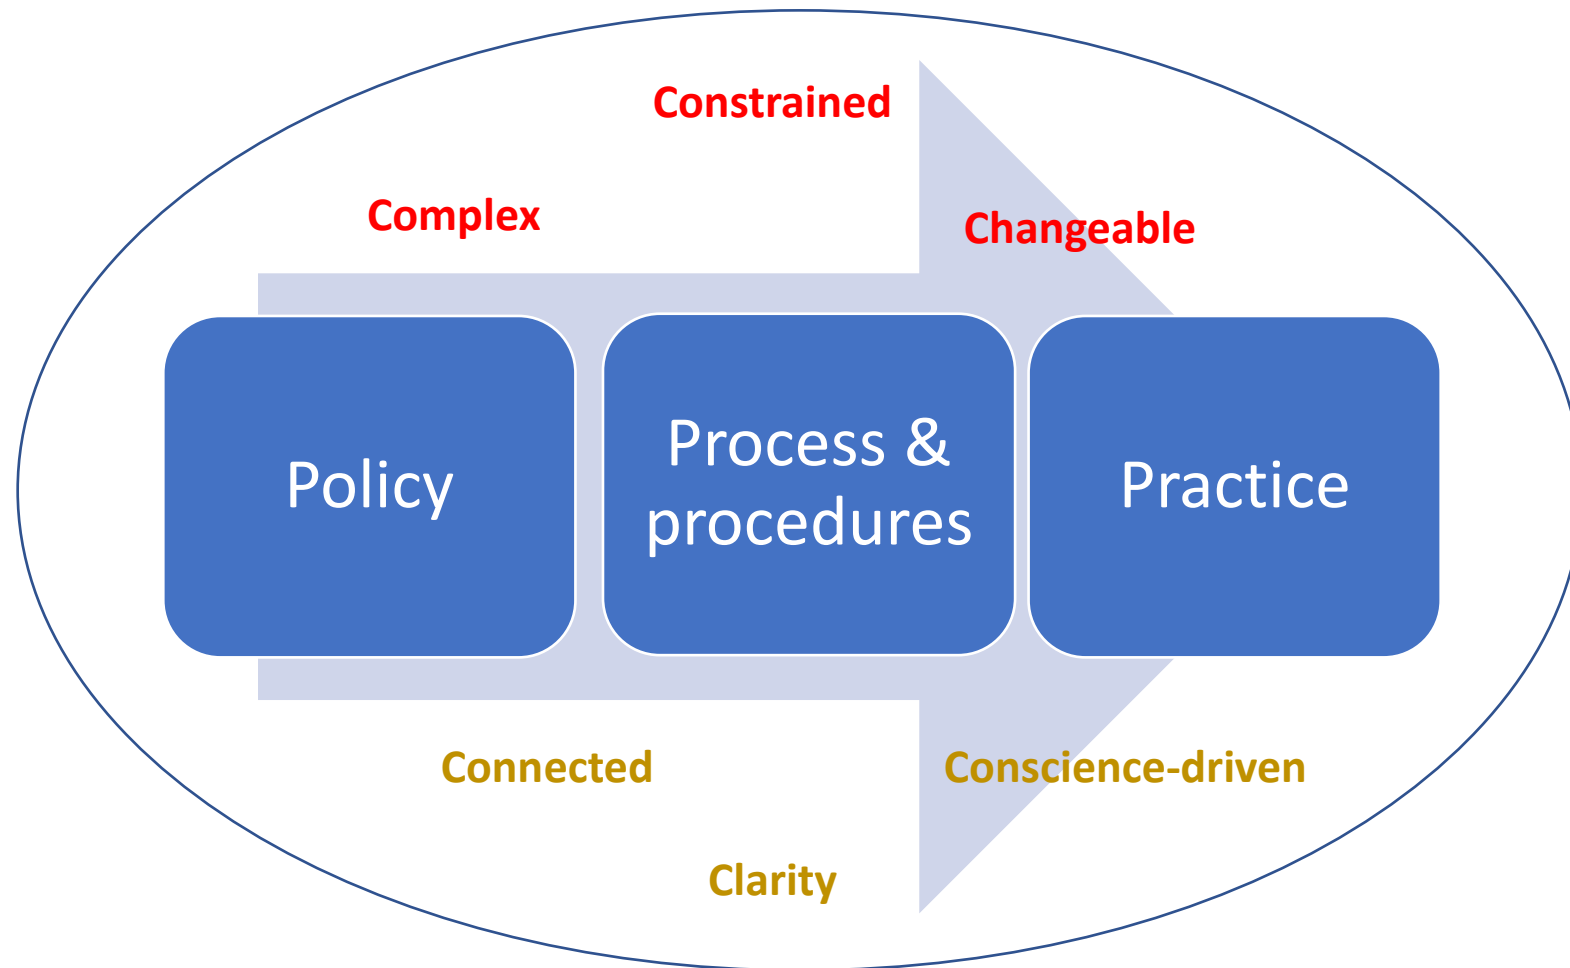 Constrained
Complex
Changeable
Policy
Process &
procedures
Practice
Connected
Conscience-driven
Clarity